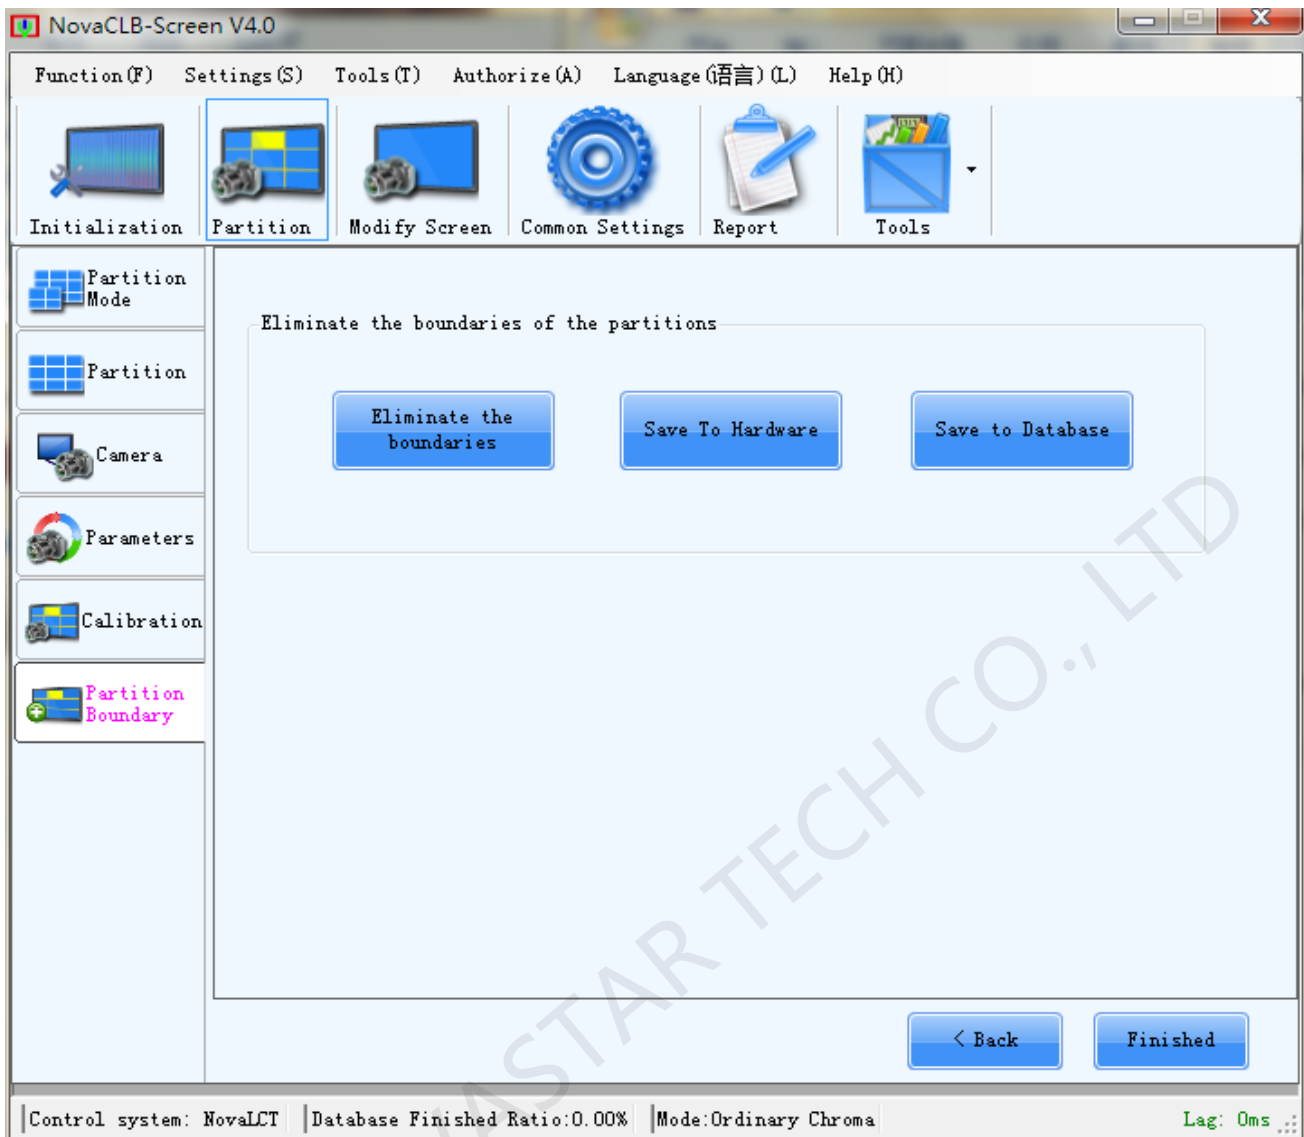 NovaCLB-Screen V4.0
Function(F) Settings(S) Tools(T) Authorize(A) Language(语言)(L) Help(H)
Initialization Partition Modify Screen Common Settings Report Tools
Partition
Mode
Partition
Camera
Parameters
Calibration
Partition
Boundary
Eliminate the boundaries of the partitions
Eliminate the
boundaries
Save To Hardware
Save to Database
VASTAR TECH CO., LTD
< Back Finished
Control system: NovaLCT Database Finished Ratio:0.00% Mode:Ordinary Chroma Lag: 0ms